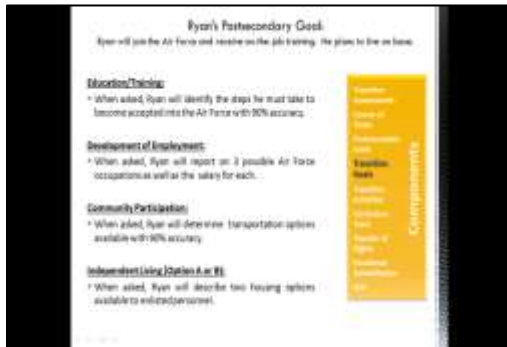 Ryan's Postsecondary Goal:
Ryan will join the Air Force and receive on the job training. He plans to live on base.
Education/Training:
• When asked, Ryan will identify the steps he must take to
become accepted into the Air Force with 90% accuracy.
Development of Employment:
• When asked, Ryan will report on 3 possible Air Force
occupations as well as the salary for each.
Community Participation:
• When asked, Ryan will determine transportation options
available with 90% accuracy.
Independent Living (Option A or B):
• When asked, Ryan will describe two housing options
available to enlisted personnel.
Transition
Goals
Components